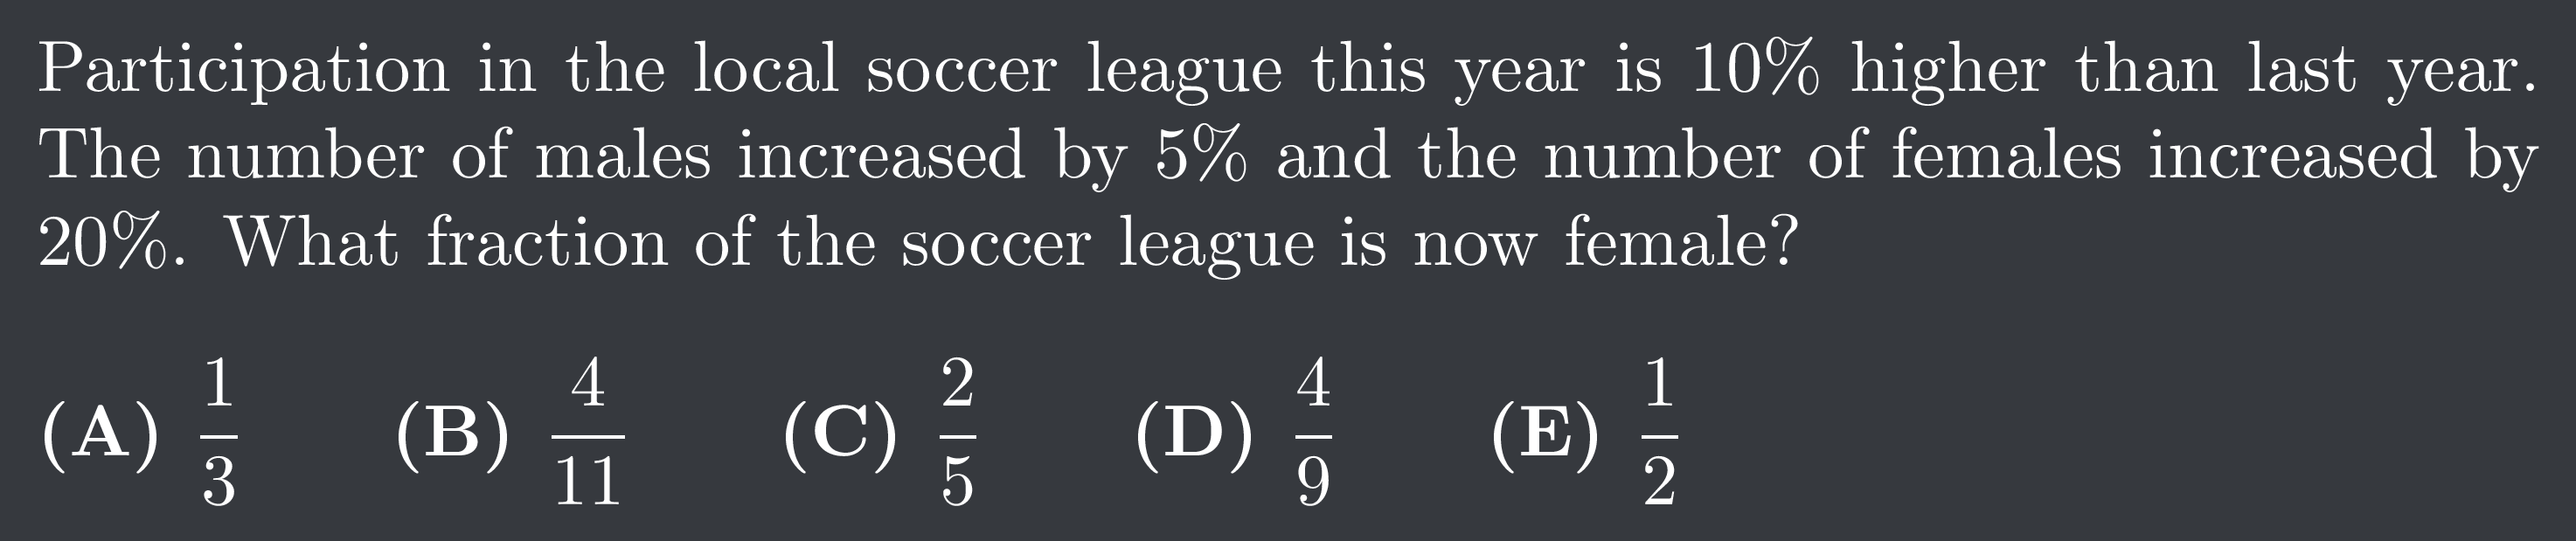 Participation in the local soccer league this year is 10% higher than last year.
The number of males increased by 5% and the number of females increased by
20%. What fraction of the soccer league is now female?
(A) 1/3 (B) 4/11 (C) 2/5 (D) 4/9 (E) 1/2